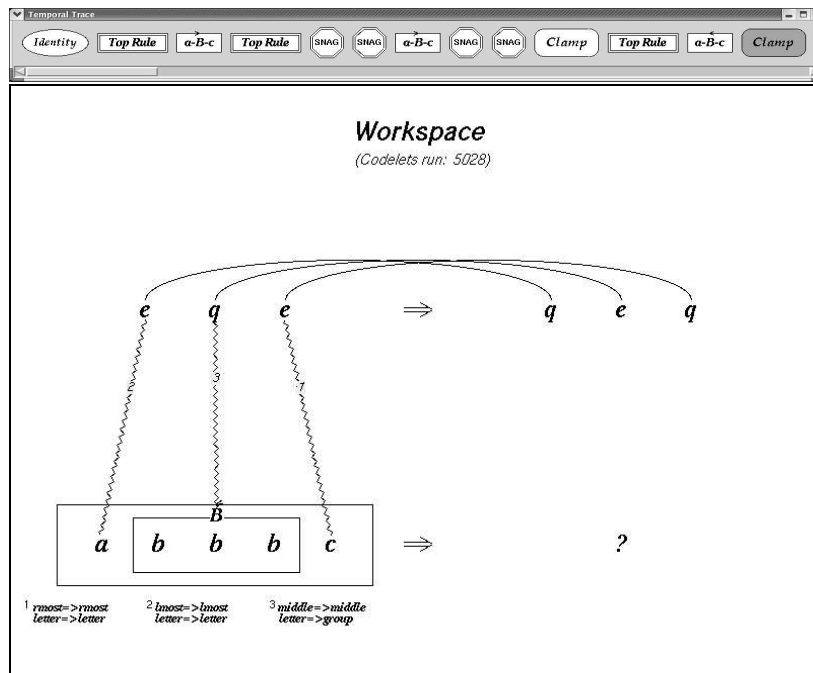 Temporal Trace
Identity Top Rule a-B-c Top Rule SNAG SNAG a-B-c SNAG SNAG Clamp Top Rule a-B-c Clamp
Workspace
(Codelets run: 5028)
e q e ⇒ q e q
2 3 1
B
a b b b c ⇒ ?
1 rmost=>rmost 2 lmost=>lmost 3 middle=>middle
letter=>letter letter=>letter letter=>group